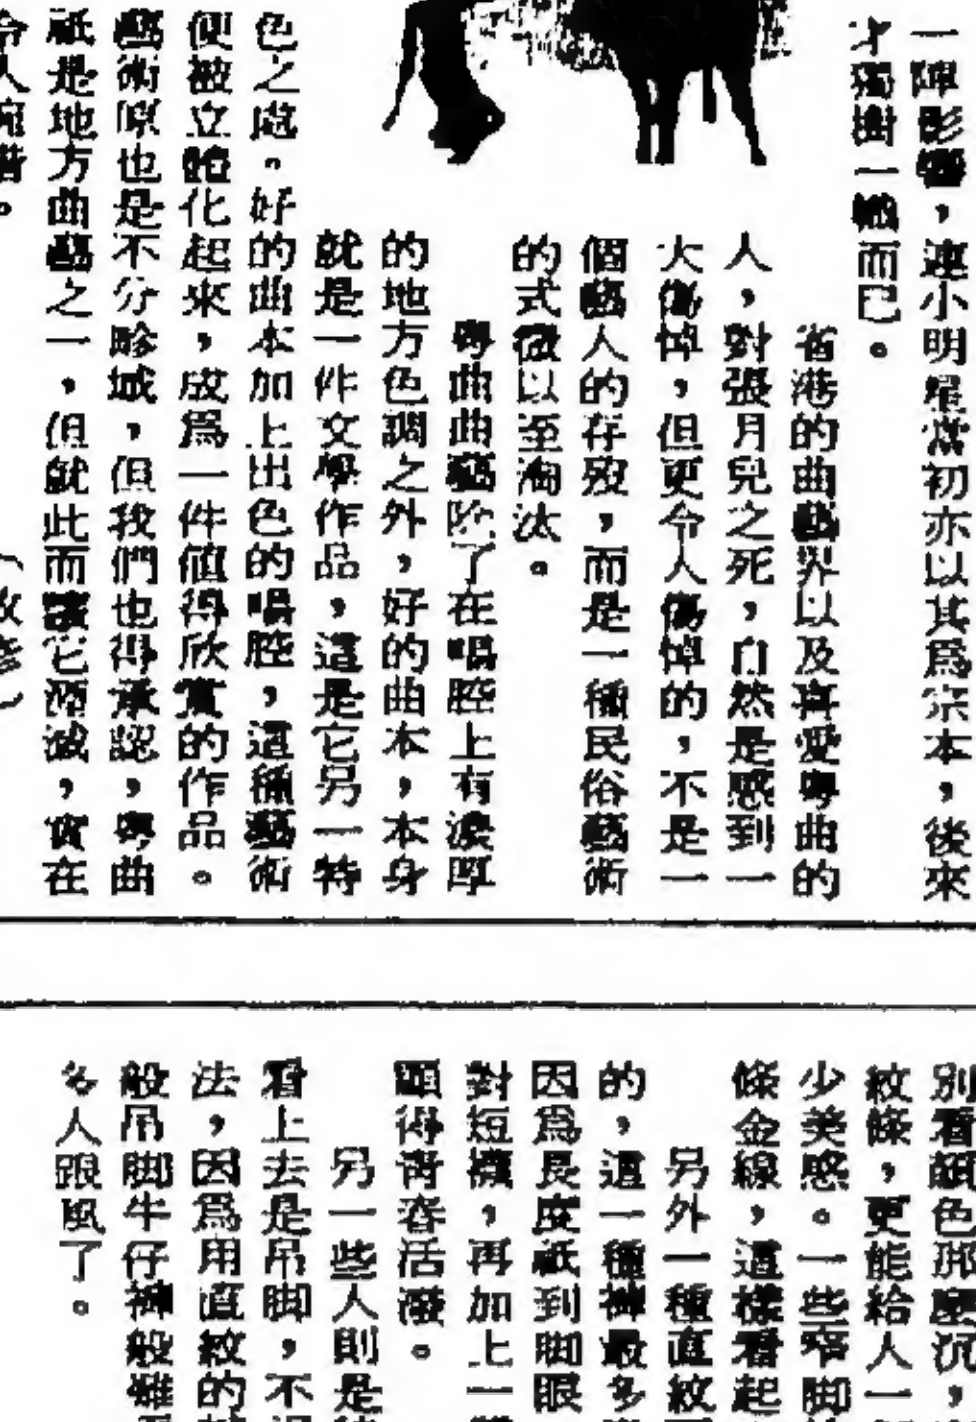 一陣影響，連小明星當初亦以其為宗本，後來
才獨樹一幟而已。
省港的曲藝界以及喜愛粵曲的
人，對張月兒之死，自然是感到一
大傷悼，但更令人傷悼的，不是一
個藝人的存歿，而是一種民俗藝術
的式微以至淘汰。
粵曲曲藝除了在唱腔上有濃厚
的地方色調之外，好的曲本，本身
就是一件文學作品，這是它另一特
色之處。好的曲本加上出色的唱腔，這種藝術
便被立體化起來，成爲一件值得欣賞的作品。
藝術原也是不分畛域，但我們也得承認，粵曲
祇是地方曲藝之一，但就此而讓它湮滅，實在
令人惋惜。
別看顏色那麼沉，
紋條，更能給人一
少美感。一些窄脚
條金線，這樣看起
另外一種直紋
的，這一種褲最多
因爲長度祇到脚眼
對短襪，再加上一
顯得青春活潑。
另一些人則是
看上去是吊脚，不
法，因爲用直紋的
般吊脚牛仔褲般難
多人跟風了。